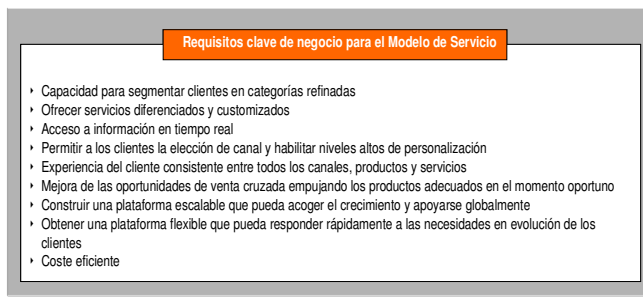 Requisitos clave de negocio para el Modelo de Servicio
‣ Capacidad para segmentar clientes en categorías refinadas
‣ Ofrecer servicios diferenciados y customizados
‣ Acceso a información en tiempo real
‣ Permitir a los clientes la elección de canal y habilitar niveles altos de personalización
‣ Experiencia del cliente consistente entre todos los canales, productos y servicios
‣ Mejora de las oportunidades de venta cruzada empujando los productos adecuados en el momento oportuno
‣ Construir una plataforma escalable que pueda acoger el crecimiento y apoyarse globalmente
‣ Obtener una plataforma flexible que pueda responder rápidamente a las necesidades en evolución de los
clientes
‣ Coste eficiente